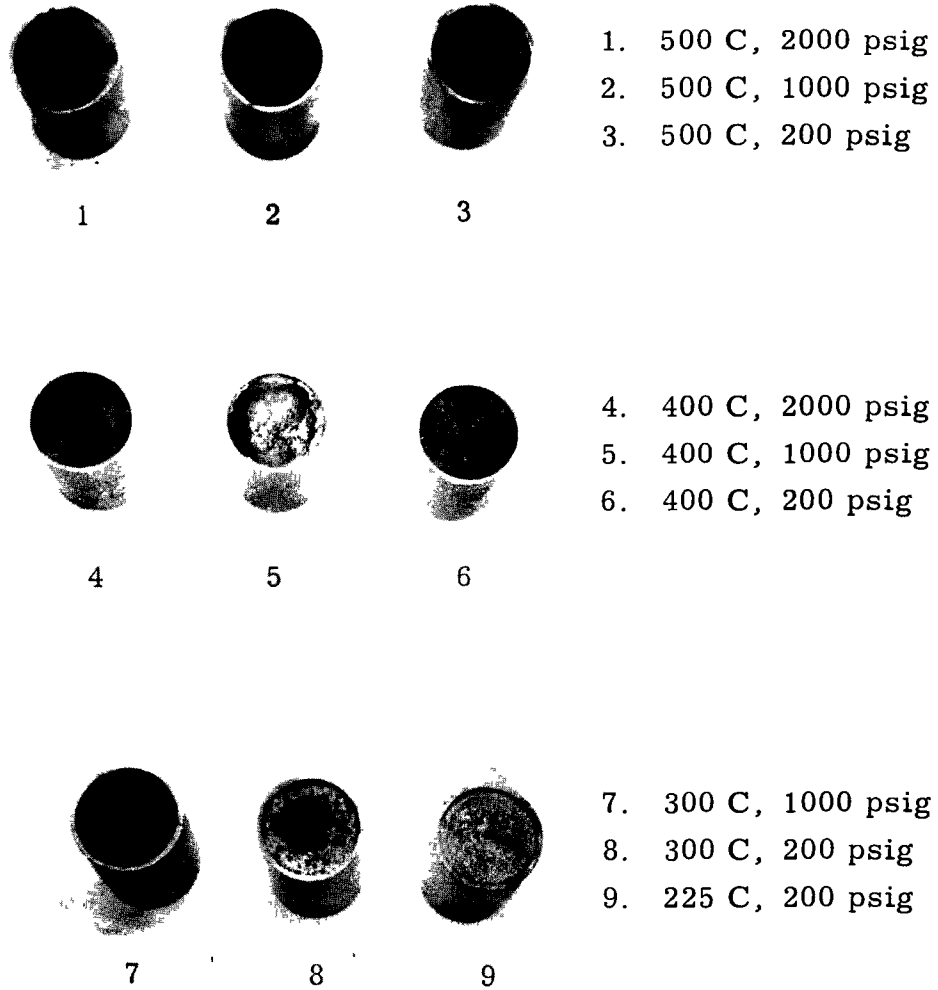 1. 500 C, 2000 psig
2. 500 C, 1000 psig
3. 500 C, 200 psig
1 2 3
4. 400 C, 2000 psig
5. 400 C, 1000 psig
6. 400 C, 200 psig
4 5 6
7. 300 C, 1000 psig
8. 300 C, 200 psig
9. 225 C, 200 psig
7 8 9